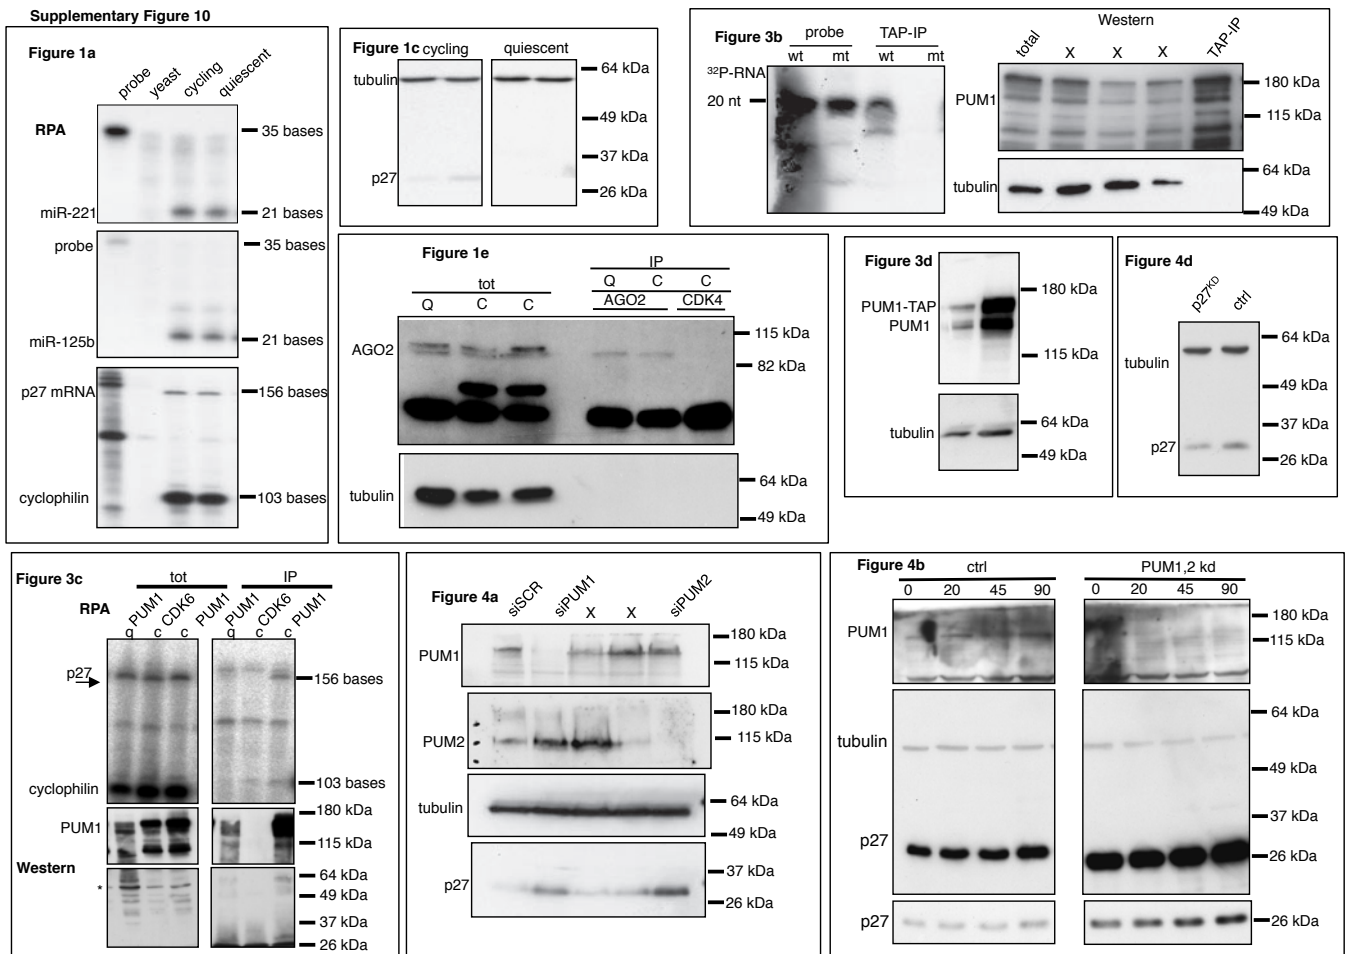 Supplementary Figure 10
Figure 1a
probe yeast cycling quiescent
RPA
35 bases
miR-221
21 bases
probe
35 bases
miR-125b
21 bases
p27 mRNA
156 bases
cyclophilin
103 bases
Figure 1c cycling quiescent
tubulin
64 kDa
49 kDa
37 kDa
p27
26 kDa
Figure 3b probe TAP-IP
wt mt wt mt
32P-RNA
20 nt
Western
total X X X TAP-IP
PUM1
180 kDa
115 kDa
tubulin
64 kDa
49 kDa
Figure 1e
tot IP
Q C C Q C C
AGO2 CDK4
AGO2
115 kDa
82 kDa
tubulin
64 kDa
49 kDa
Figure 3d
PUM1-TAP
PUM1
180 kDa
115 kDa
tubulin
64 kDa
49 kDa
Figure 4d
p27KD ctrl
tubulin
64 kDa
49 kDa
37 kDa
p27
26 kDa
Figure 3c
tot IP
RPA
PUM1 CDK6 PUM1 PUM1 CDK6 PUM1
q c c q c c
p27
156 bases
cyclophilin
103 bases
PUM1
180 kDa
115 kDa
Western
*
64 kDa
49 kDa
37 kDa
26 kDa
Figure 4a
siSCR siPUM1 X X siPUM2
PUM1
180 kDa
115 kDa
PUM2
180 kDa
115 kDa
tubulin
64 kDa
49 kDa
p27
37 kDa
26 kDa
Figure 4b
ctrl PUM1,2 kd
0 20 45 90 0 20 45 90
PUM1
180 kDa
115 kDa
tubulin
64 kDa
49 kDa
37 kDa
p27
26 kDa
p27
26 kDa